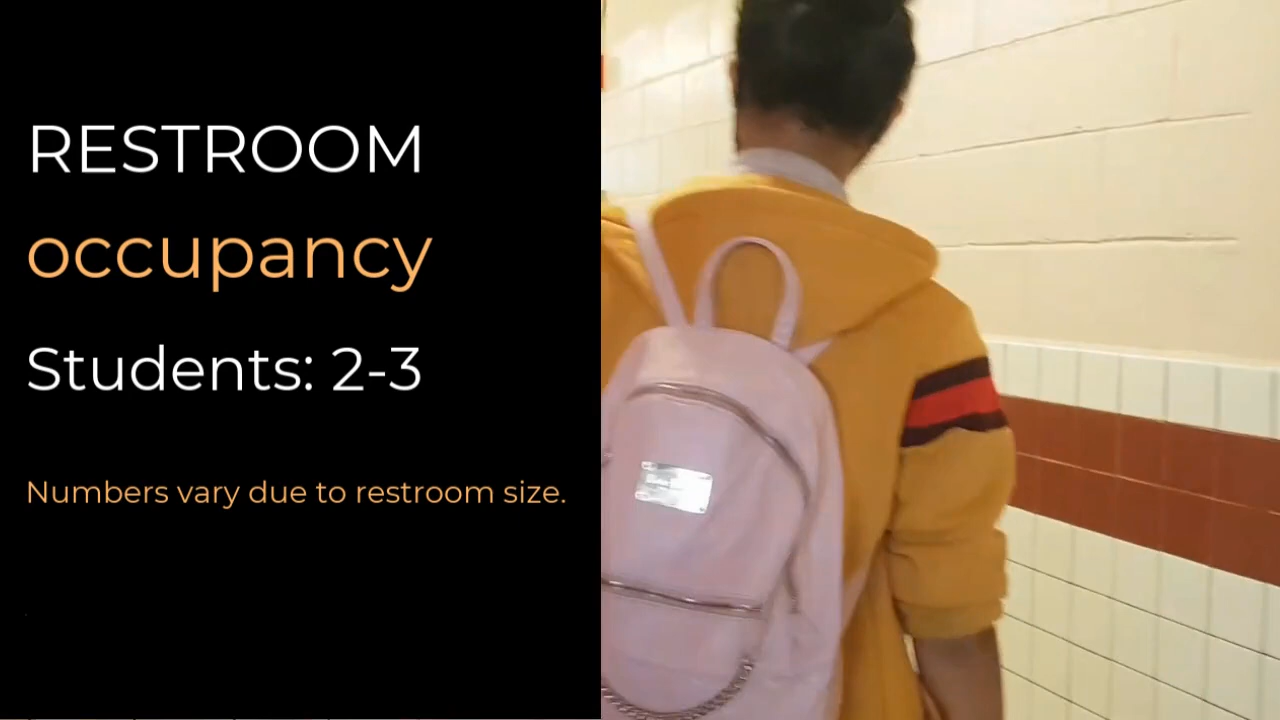 RESTROOM
occupancy
Students: 2-3
Numbers vary due to restroom size.